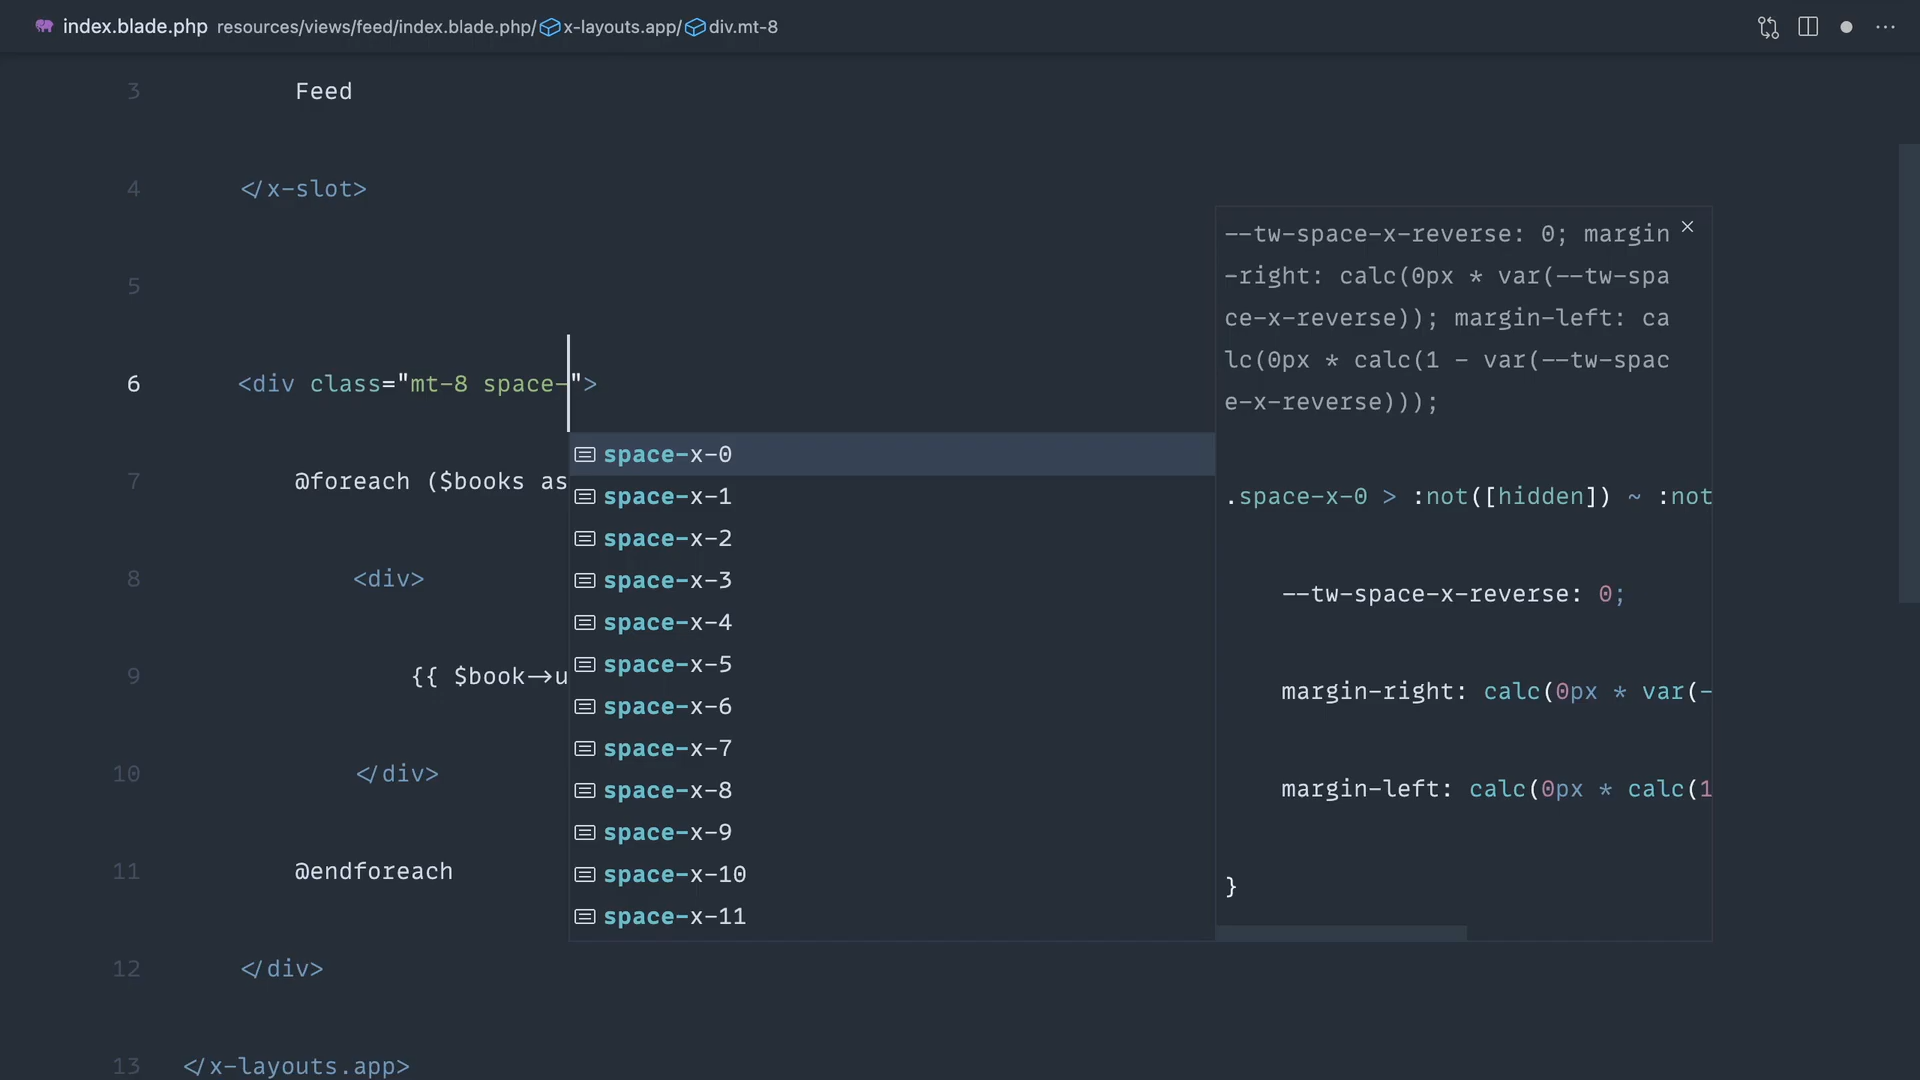 index.blade.php resources/views/feed/index.blade.php/ x-layouts.app/ div.mt-8
3 Feed
4 </x-slot>
5
6 <div class="mt-8 space-">
7 @foreach ($books as
8 <div>
9 {{ $book->u
10 </div>
11 @endforeach
12 </div>
13 </x-layouts.app>
space-x-0
space-x-1
space-x-2
space-x-3
space-x-4
space-x-5
space-x-6
space-x-7
space-x-8
space-x-9
space-x-10
space-x-11
--tw-space-x-reverse: 0; margin
-right: calc(0px * var(--tw-spa
ce-x-reverse)); margin-left: ca
lc(0px * calc(1 - var(--tw-spac
e-x-reverse)));
.space-x-0 > :not([hidden]) ~ :not
--tw-space-x-reverse: 0;
margin-right: calc(0px * var(-
margin-left: calc(0px * calc(1
}